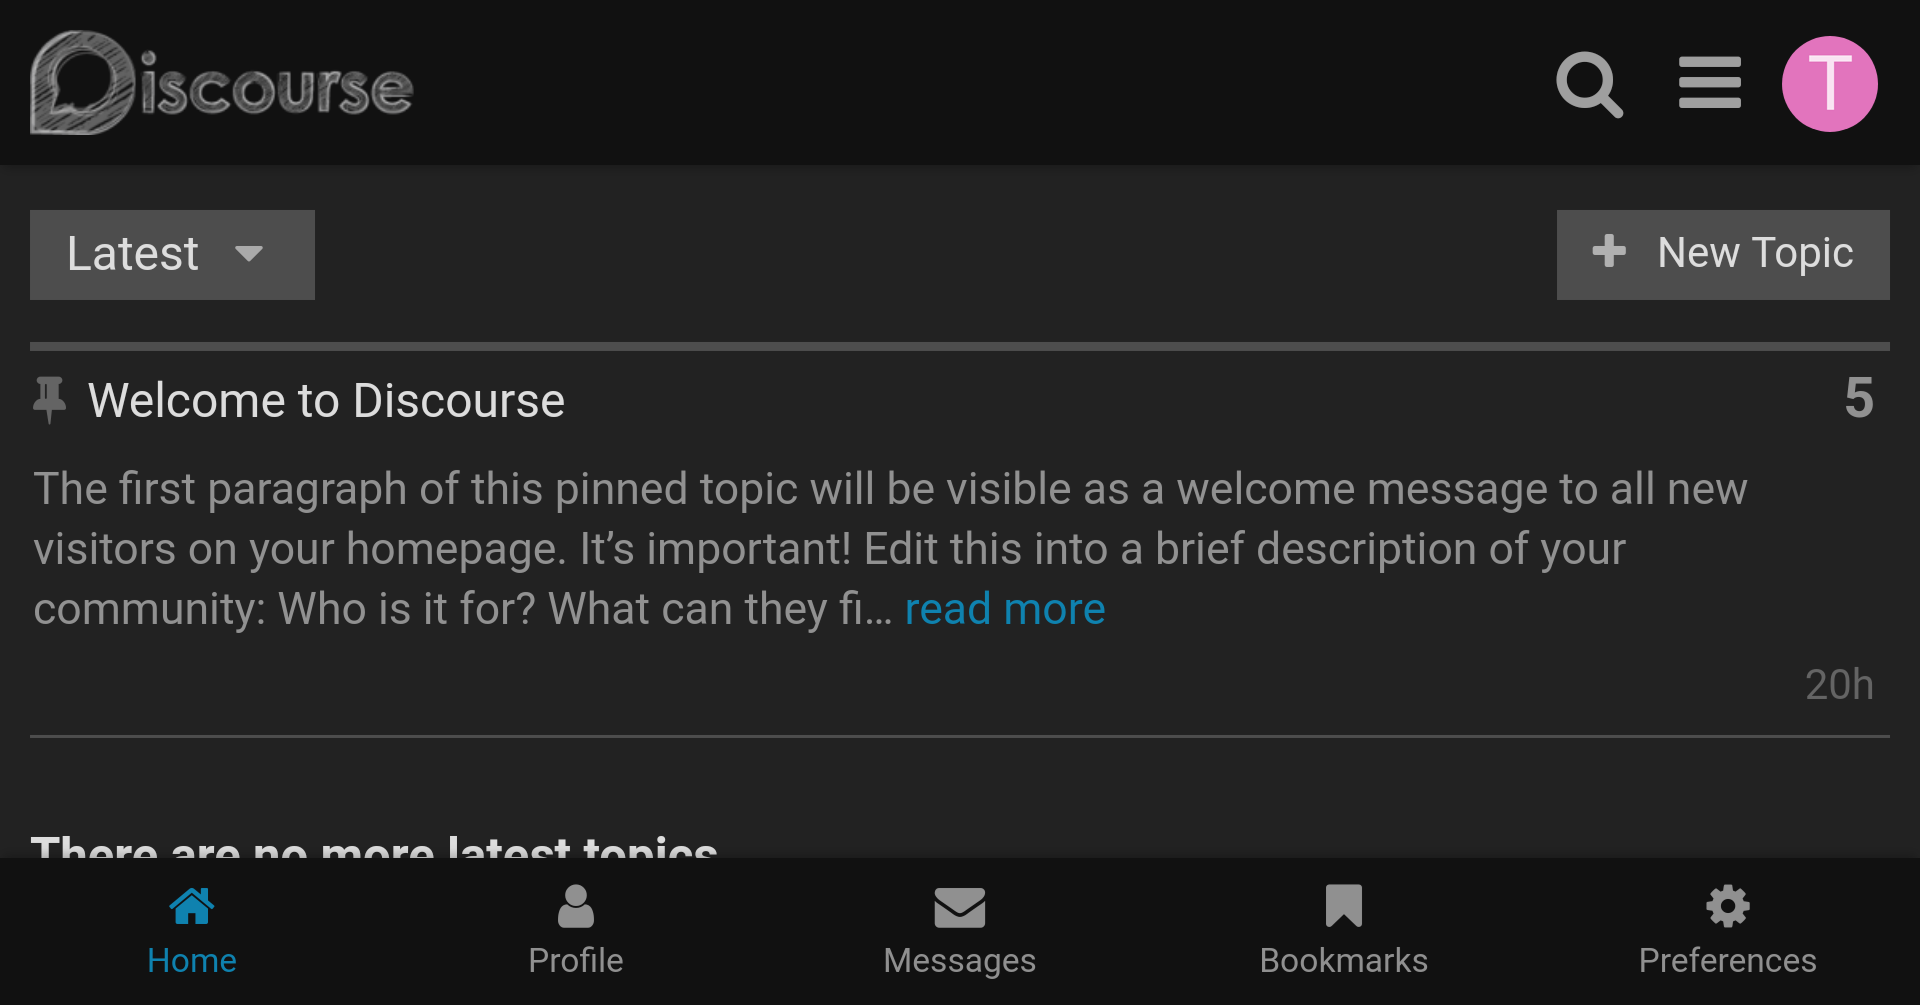 Discourse
T
Latest
New Topic
Welcome to Discourse
5
The first paragraph of this pinned topic will be visible as a welcome message to all new
visitors on your homepage. It’s important! Edit this into a brief description of your
community: Who is it for? What can they fi… read more
20h
There are no more latest topics
Home
Profile
Messages
Bookmarks
Preferences